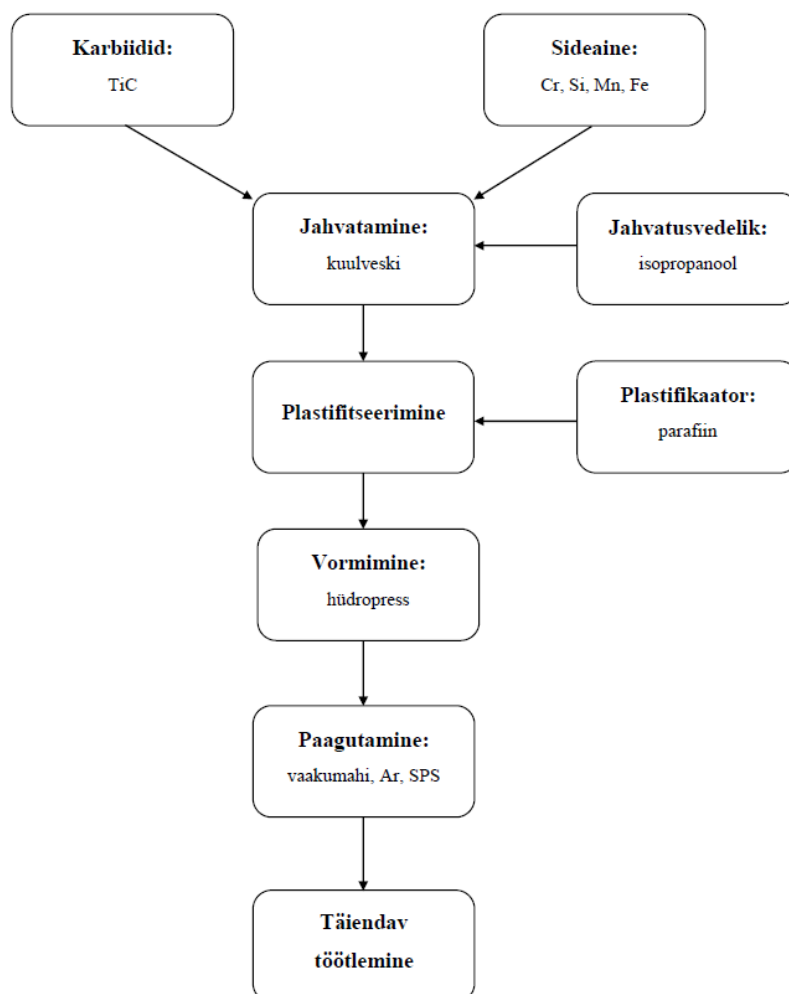 Karbiidid:
TiC
Sideaine:
Cr, Si, Mn, Fe
Jahvatamine:
kuulveski
Jahvatusvedelik:
isopropanool
Plastifitseerimine
Plastifikaator:
parafiin
Vormimine:
hüdropress
Paagutamine:
vaakumahi, Ar, SPS
Täiendav
töötlemine